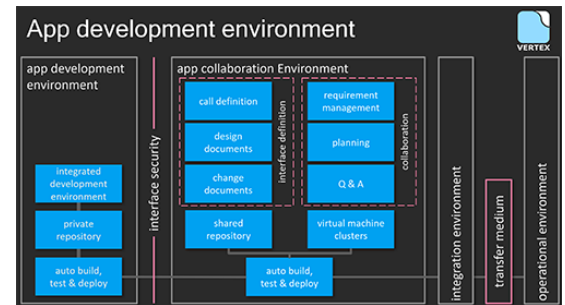 App development environment
VERTEX
app development
environment
integrated
development
environment
private
repository
auto build,
test & deploy
interface security
app collaboration Environment
call definition
design
documents
change
documents
interface definition
requirement
management
planning
Q & A
collaboration
shared
repository
virtual machine
clusters
auto build,
test & deploy
integration environment
transfer medium
operational environment